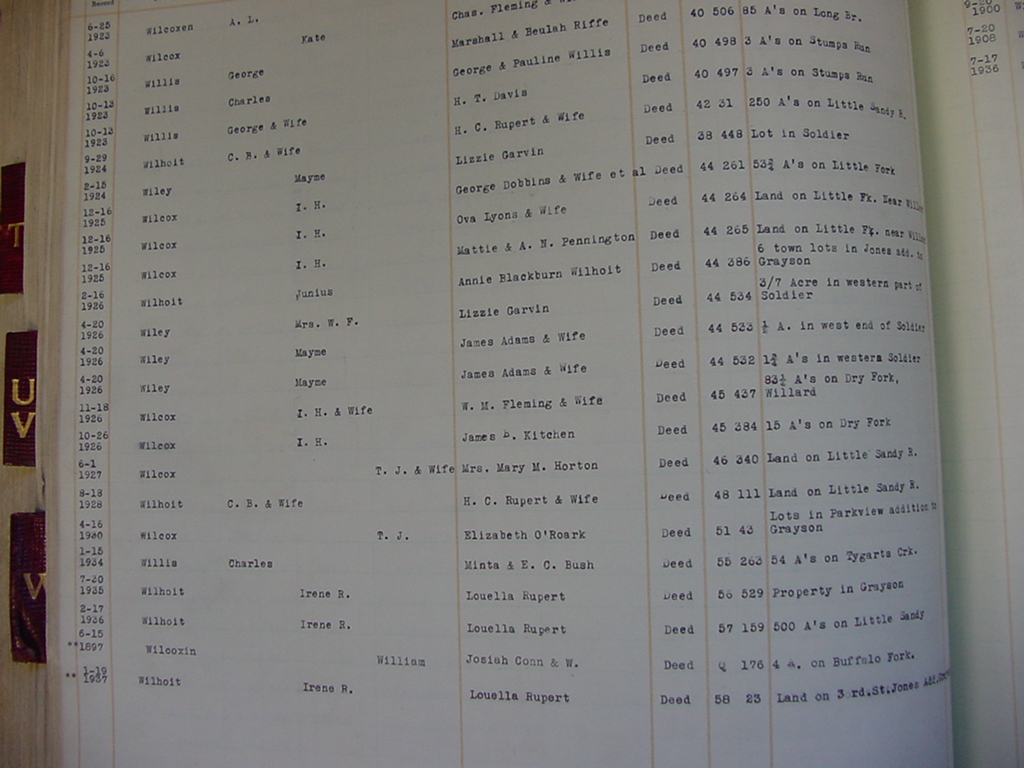 Record
6-25 1923 Wilcoxen A. L.
4-6 1923 Wilcox Kate Chas. Fleming &
10-16 1923 Willis George Marshall & Beulah Riffe Deed 40 506 85 A's on Long Br.
10-13 1923 Willis Charles George & Pauline Willis Deed 40 498 3 A's on Stumps Run
10-13 1923 Willis George & Wife H. T. Davis Deed 40 497 3 A's on Stumps Run
9-29 1924 Wilhoit C. B. & Wife H. C. Rupert & Wife Deed 42 31 250 A's on Little Sandy R.
2-15 1924 Wiley Mayme Lizzie Garvin Deed 38 448 Lot in Soldier
12-16 1925 Wilcox I. H. George Dobbins & Wife et al Deed 44 261 53¾ A's on Little Fork
12-16 1925 Wilcox I. H. Ova Lyons & Wife Deed 44 264 Land on Little Fk. Near
12-16 1925 Wilcox I. H. Mattie & A. N. Pennington Deed 44 265 Land on Little Fk. near
2-16 1926 Wilhoit Junius Annie Blackburn Wilhoit Deed 44 386 6 town lots in Jones add. to Grayson
4-20 1926 Wiley Mrs. W. F. Lizzie Garvin Deed 44 534 3/7 Acre in western part of Soldier
4-20 1926 Wiley Mayme James Adams & Wife Deed 44 533 ½ A. in west end of Soldier
4-20 1926 Wiley Mayme James Adams & Wife Deed 44 532 1¾ A's in western Soldier
11-18 1926 Wilcox I. H. & Wife W. M. Fleming & Wife Deed 45 437 83½ A's on Dry Fork, Willard
10-26 1926 Wilcox I. H. James D. Kitchen Deed 45 384 15 A's on Dry Fork
6-1 1927 Wilcox T. J. & Wife Mrs. Mary M. Horton Deed 46 340 Land on Little Sandy R.
8-18 1928 Wilhoit C. B. & Wife H. C. Rupert & Wife Deed 48 111 Land on Little Sandy R.
4-16 1930 Wilcox T. J. Elizabeth O'Roark Deed 51 43 Lots in Parkview addition to Grayson
1-15 1934 Willis Charles Minta & E. C. Bush Deed 55 263 54 A's on Tygarts Crk.
7-30 1935 Wilhoit Irene R. Louella Rupert Deed 56 529 Property in Grayson
2-17 1936 Wilhoit Irene R. Louella Rupert Deed 57 159 500 A's on Little Sandy
6-15 **1897 Wilcoxin William Josiah Conn & W. Deed Q 176 4 A. on Buffalo Fork.
** 1-19 1937 Wilhoit Irene R. Louella Rupert Deed 58 23 Land on 3 rd.St.Jones Add.
9-20 1900
7-20 1908
7-17 1936
T
U
V
W